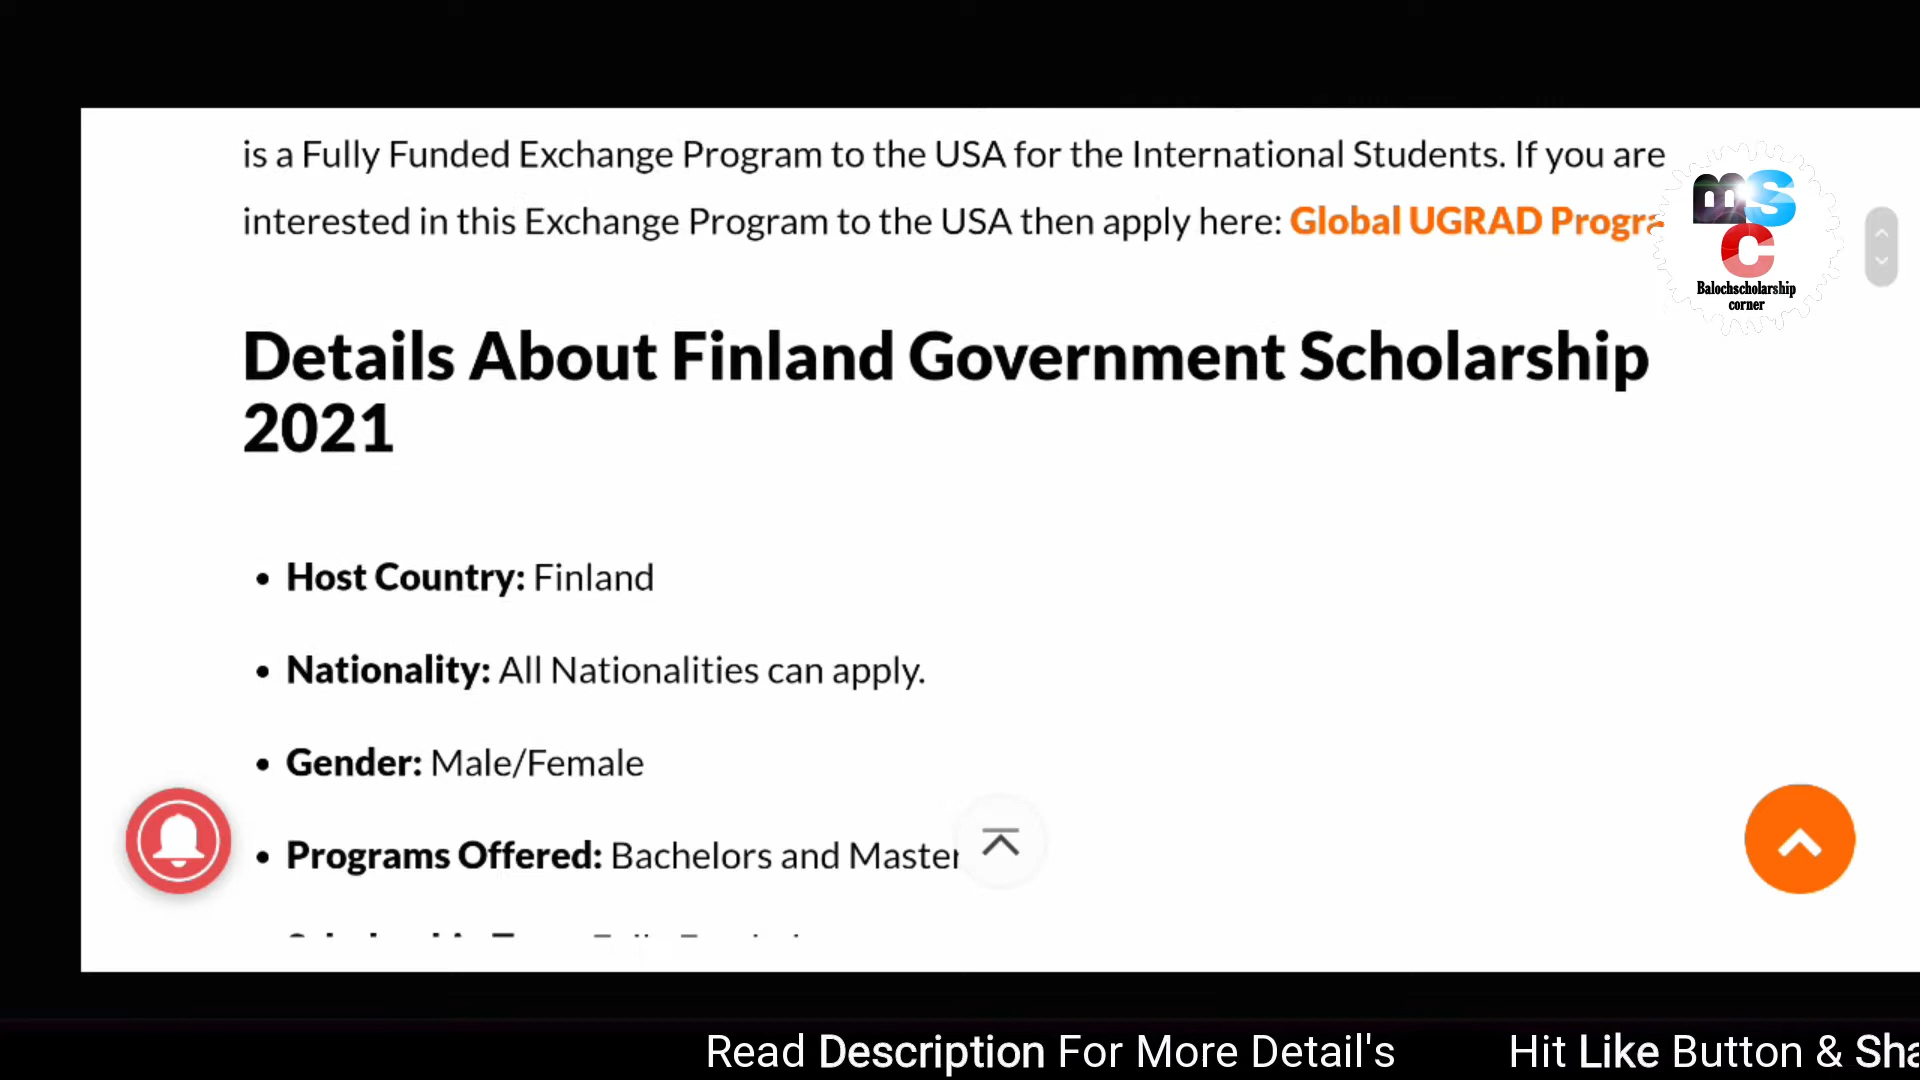 is a Fully Funded Exchange Program to the USA for the International Students. If you are
interested in this Exchange Program to the USA then apply here: Global UGRAD Progra
mSC
Balochscholarship
corner
Details About Finland Government Scholarship
2021
• Host Country: Finland
• Nationality: All Nationalities can apply.
• Gender: Male/Female
• Programs Offered: Bachelors and Master
Read Description For More Detail's
Hit Like Button & Sha